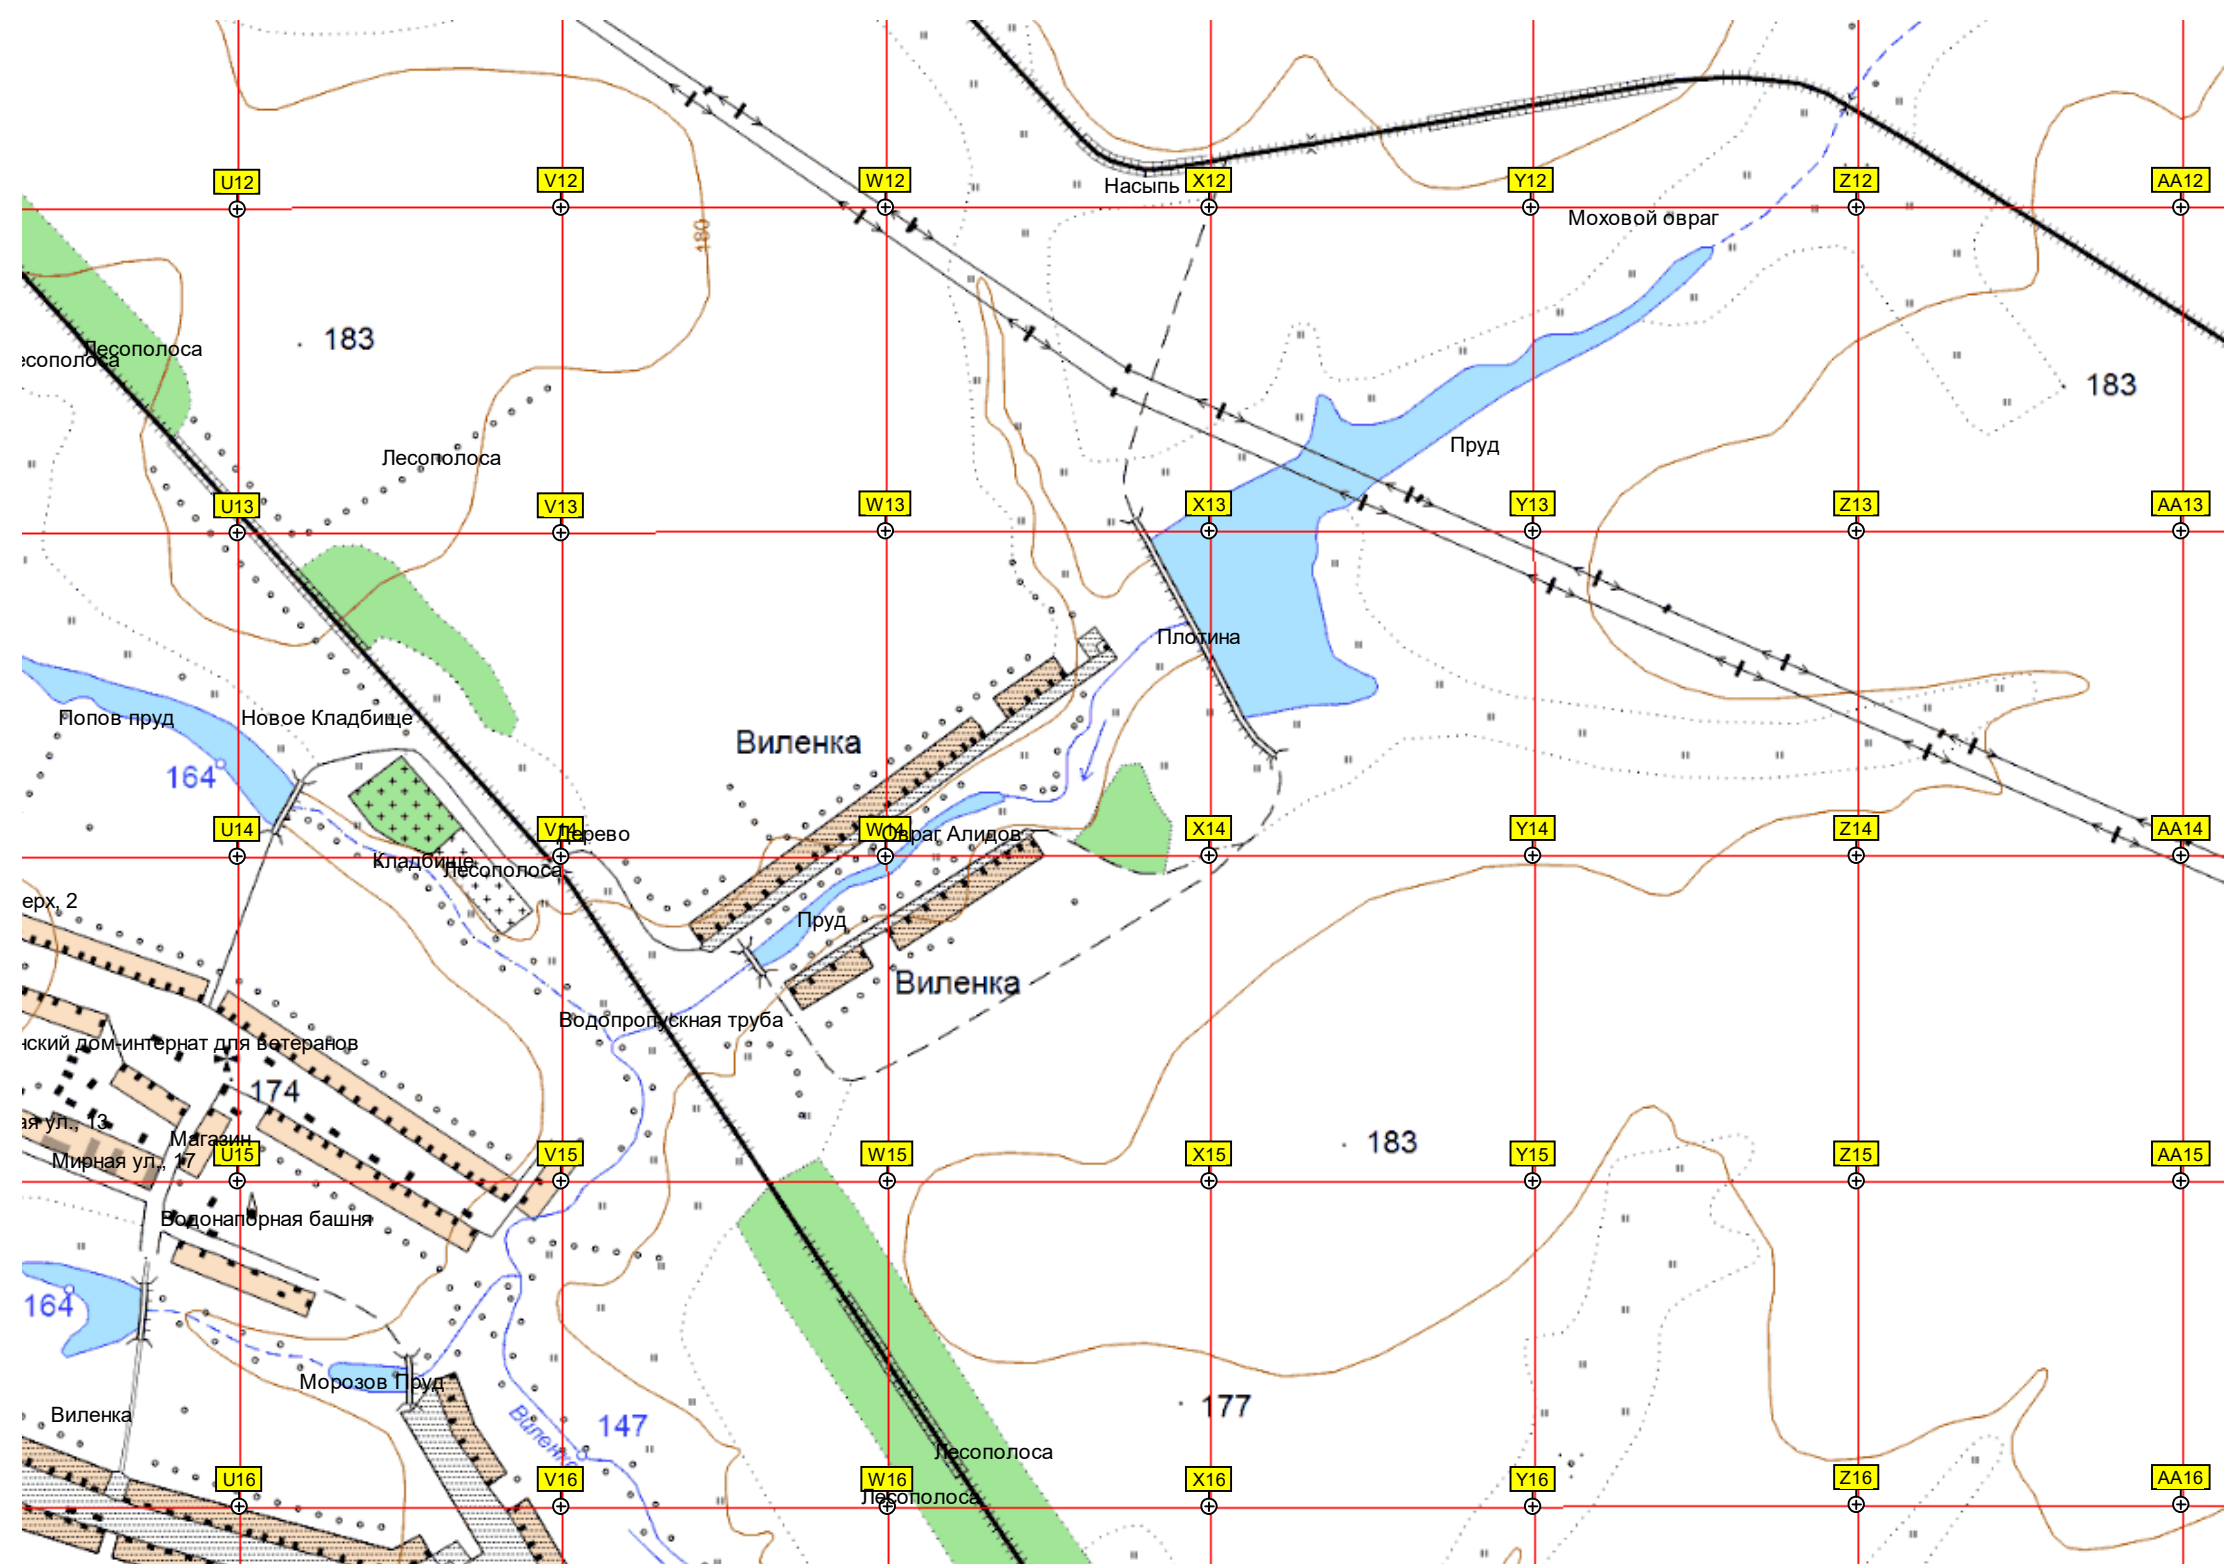 Насыпь
U12
V12
W12
X12
Y12
Z12
AA12
Моховой овраг
180
183
Лесополоса
183
Лесополоса
Пруд
U13
V13
W13
X13
Y13
Z13
AA13
Плотина
Попов пруд
Новое Кладбище
Виленка
164
U14
V14
Дерево
W14
Овраг Алидов
X14
Y14
Z14
AA14
Кладбище
Лесополоса
ерх, 2
Пруд
Виленка
Водопропускная труба
нский дом-интернат для ветеранов
174
ая ул., 13
Магазин
183
Мирная ул., 17
U15
V15
W15
X15
Y15
Z15
AA15
Водонапорная башня
164
Морозов Пруд
Виленка
Виленка
147
177
Лесополоса
U16
V16
W16
X16
Y16
Z16
AA16
Лесополоса